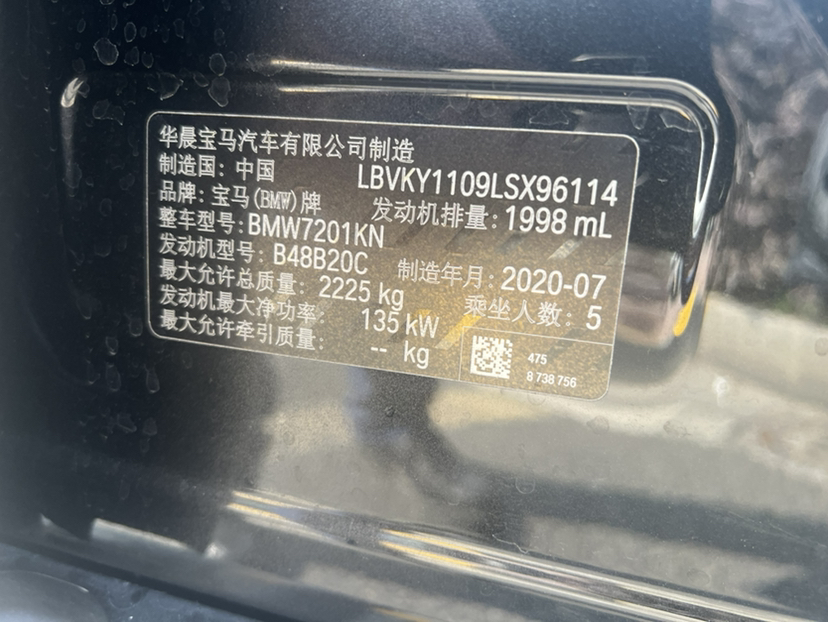 华晨宝马汽车有限公司制造
制造国: 中国 LBVKY1109LSX96114
品牌: 宝马(BMW)牌 发动机排量: 1998 mL
整车型号: BMW7201KN
发动机型号: B48B20C 制造年月: 2020-07
最大允许总质量: 2225 kg 乘坐人数: 5
发动机最大净功率: 135 kW
最大允许牵引质量: -- kg
475
8 738 756